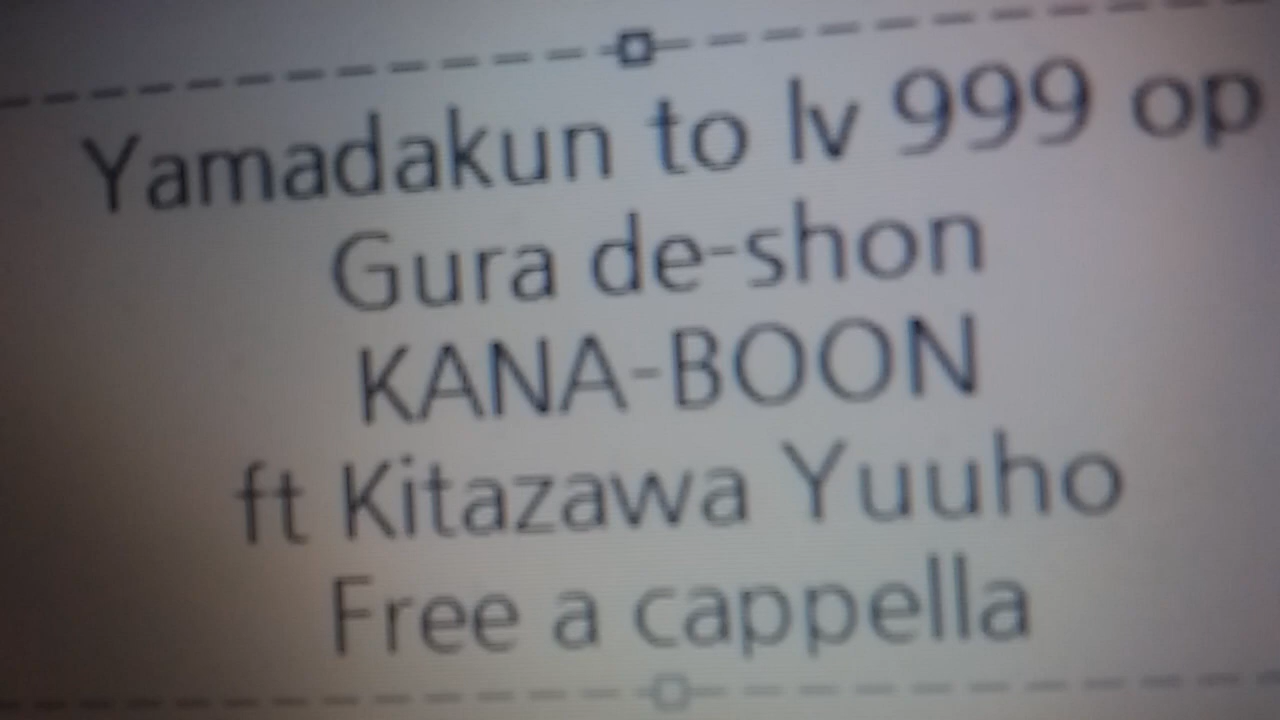 Yamadakun to lv 999 op
Gura de-shon
KANA-BOON
ft Kitazawa Yuuho
Free a cappella